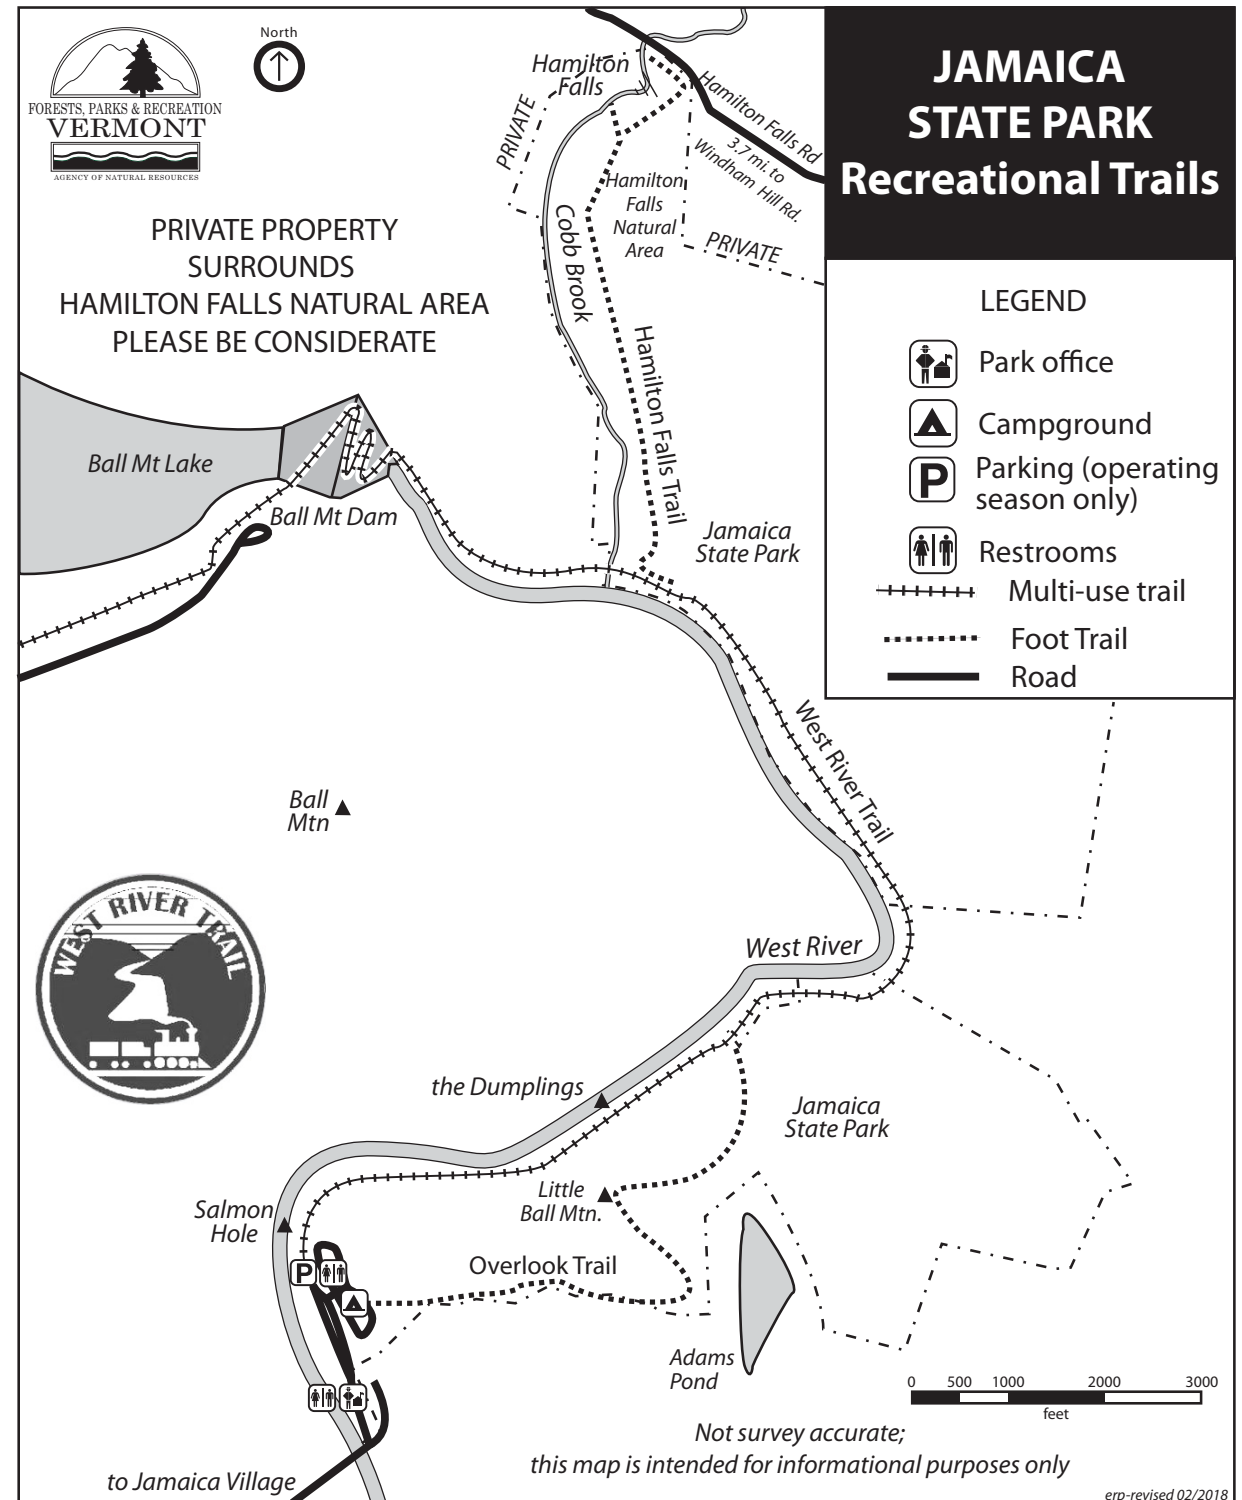 JAMAICA
STATE PARK
Recreational Trails
North
FORESTS, PARKS & RECREATION
VERMONT
AGENCY OF NATURAL RESOURCES
PRIVATE PROPERTY
SURROUNDS
HAMILTON FALLS NATURAL AREA
PLEASE BE CONSIDERATE
Hamilton
Falls
PRIVATE
Hamilton Falls Rd
3.7 mi. to
Windham Hill Rd.
Hamilton
Falls
Natural
Area
PRIVATE
Cobb Brook
Hamilton Falls Trail
LEGEND
Park office
Campground
P
Parking (operating
season only)
Restrooms
Multi-use trail
Foot Trail
Road
Ball Mt Lake
Ball Mt Dam
Jamaica
State Park
West River Trail
Ball
Mtn
WEST RIVER TRAIL
West River
the Dumplings
Jamaica
State Park
Little
Ball Mtn.
Salmon
Hole
Overlook Trail
P
Adams
Pond
0 500 1000 2000 3000
feet
Not survey accurate;
this map is intended for informational purposes only
to Jamaica Village
erp-revised 02/2018